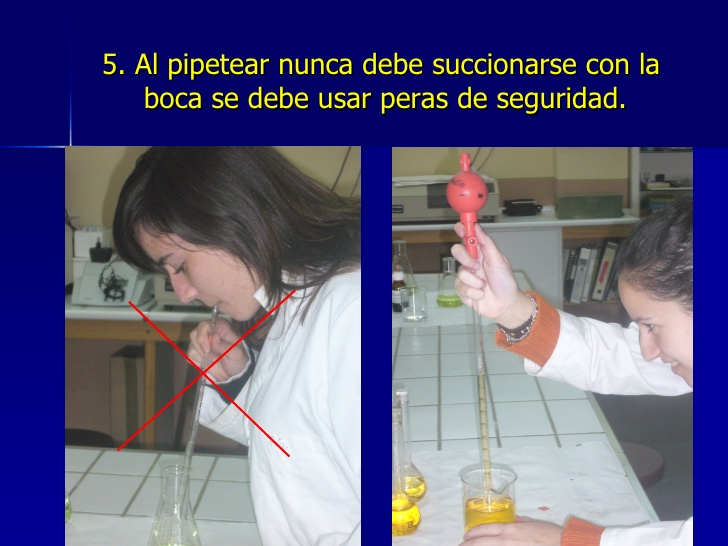 5. Al pipetear nunca debe succionarse con la
boca se debe usar peras de seguridad.